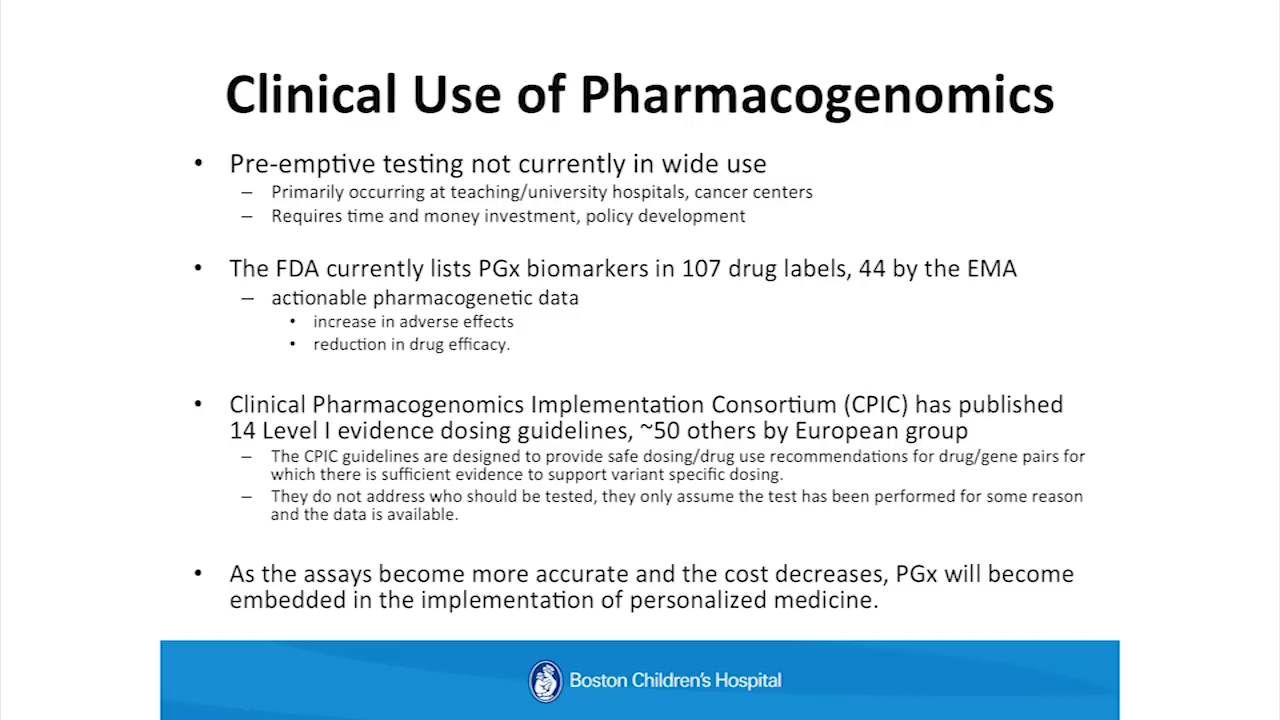 Clinical Use of Pharmacogenomics
• Pre-emptive testing not currently in wide use
– Primarily occurring at teaching/university hospitals, cancer centers
– Requires time and money investment, policy development
• The FDA currently lists PGx biomarkers in 107 drug labels, 44 by the EMA
– actionable pharmacogenetic data
• increase in adverse effects
• reduction in drug efficacy.
• Clinical Pharmacogenomics Implementation Consortium (CPIC) has published
14 Level I evidence dosing guidelines, ~50 others by European group
– The CPIC guidelines are designed to provide safe dosing/drug use recommendations for drug/gene pairs for
which there is sufficient evidence to support variant specific dosing.
– They do not address who should be tested, they only assume the test has been performed for some reason
and the data is available.
• As the assays become more accurate and the cost decreases, PGx will become
embedded in the implementation of personalized medicine.
Boston Children's Hospital